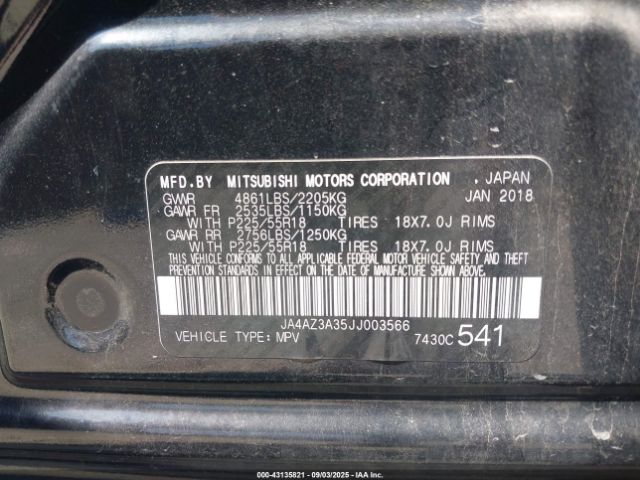 MFD.BY MITSUBISHI MOTORS CORPORATION . JAPAN
GVWR 4861LBS/2205KG JAN 2018
GAWR FR 2535LBS/1150KG
WITH P225/55R18 TIRES 18X7.0J RIMS
GAWR RR 2756LBS/1250KG
WITH P225/55R18 TIRES 18X7.0J RIMS
THIS VEHICLE CONFORMS TO ALL APPLICABLE FEDERAL MOTOR VEHICLE SAFETY AND THEFT
PREVENTION STANDARDS IN EFFECT ON THE DATE OF MANUFACTURE SHOWN ABOVE.
JA4AZ3A35JJ003566
VEHICLE TYPE: MPV 7430C 541
000-43135821 - 09/03/2025 - IAAI.COM